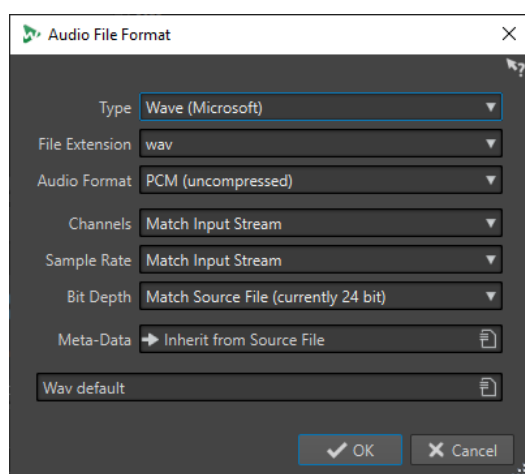 Audio File Format
Type Wave (Microsoft)
File Extension wav
Audio Format PCM (uncompressed)
Channels Match Input Stream
Sample Rate Match Input Stream
Bit Depth Match Source File (currently 24 bit)
Meta-Data Inherit from Source File
Wav default
OK Cancel